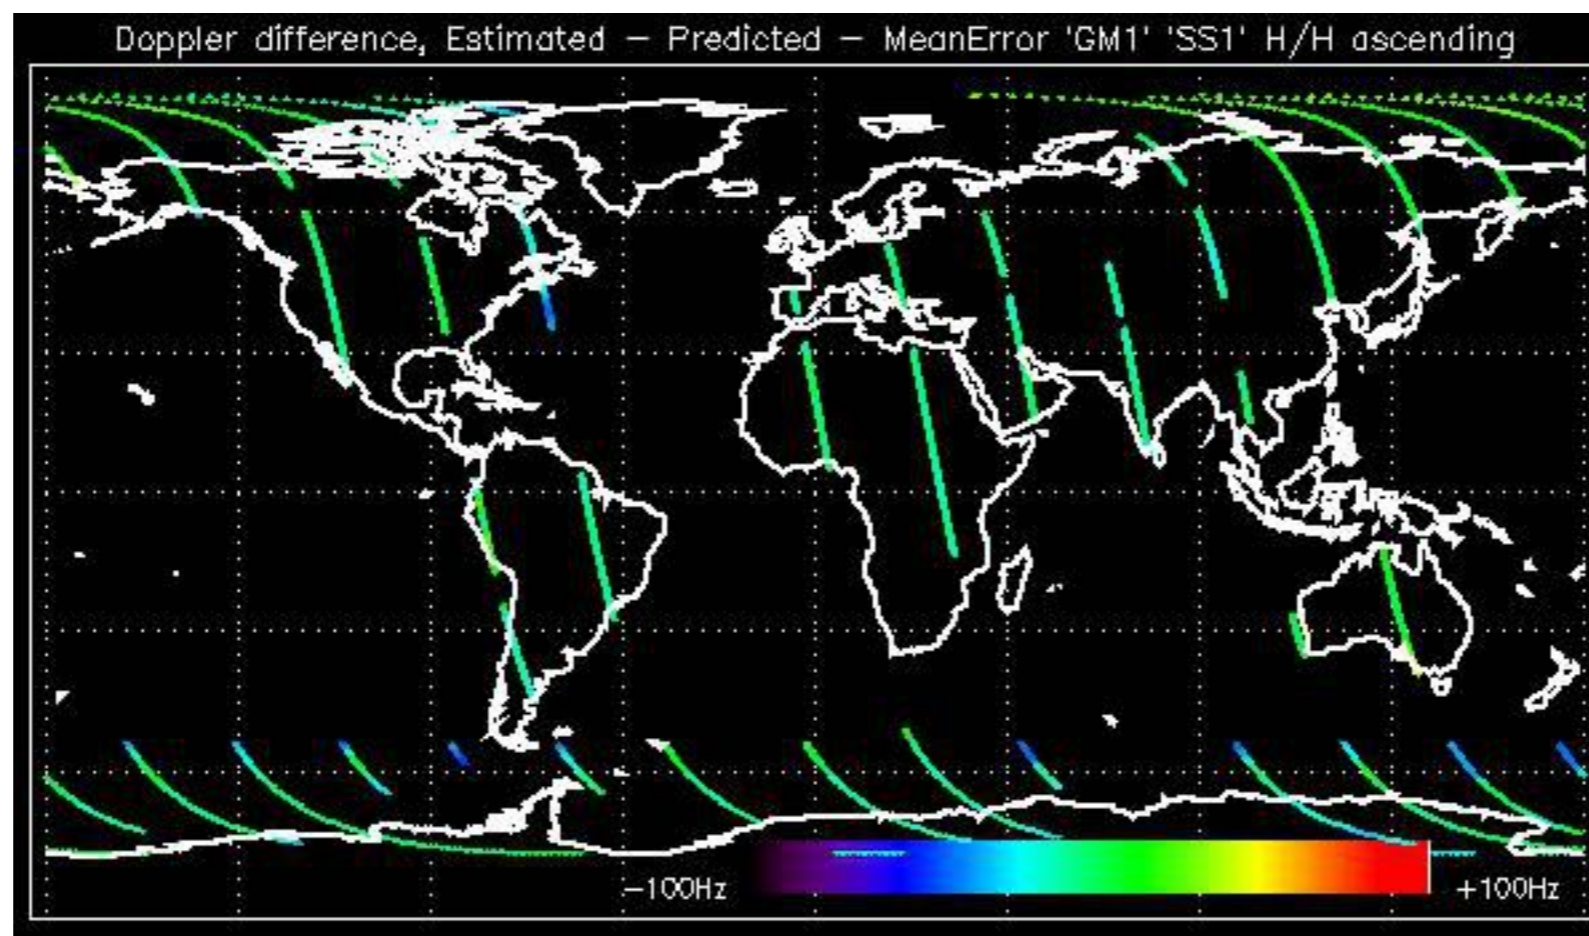 Doppler difference, Estimated – Predicted – MeanError 'GM1' 'SS1' H/H ascending
–100Hz
+100Hz